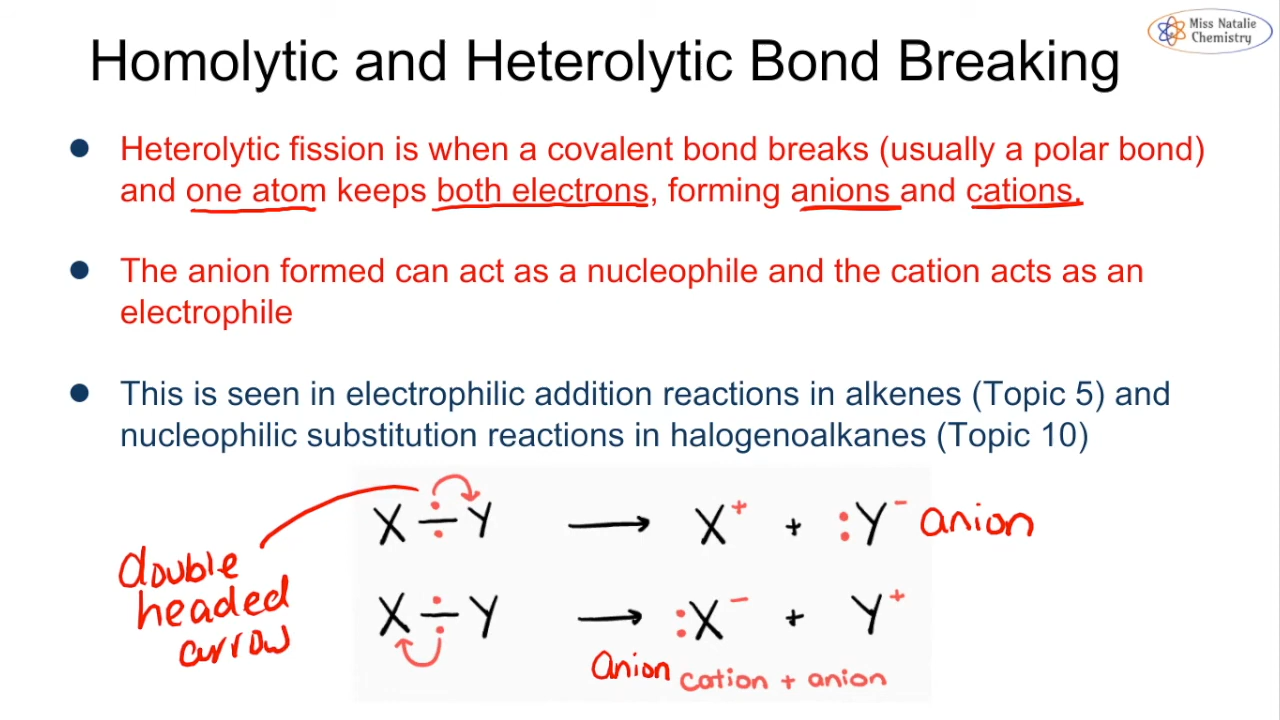 Miss Natalie
Chemistry
Homolytic and Heterolytic Bond Breaking
● Heterolytic fission is when a covalent bond breaks (usually a polar bond)
and one atom keeps both electrons, forming anions and cations.
● The anion formed can act as a nucleophile and the cation acts as an
electrophile
● This is seen in electrophilic addition reactions in alkenes (Topic 5) and
nucleophilic substitution reactions in halogenoalkanes (Topic 10)
X ÷ Y ⟶ X⁺ + :Y⁻ anion
double
headed
arrow
X ÷ Y ⟶ :X⁻ + Y⁺
Anion cation + anion